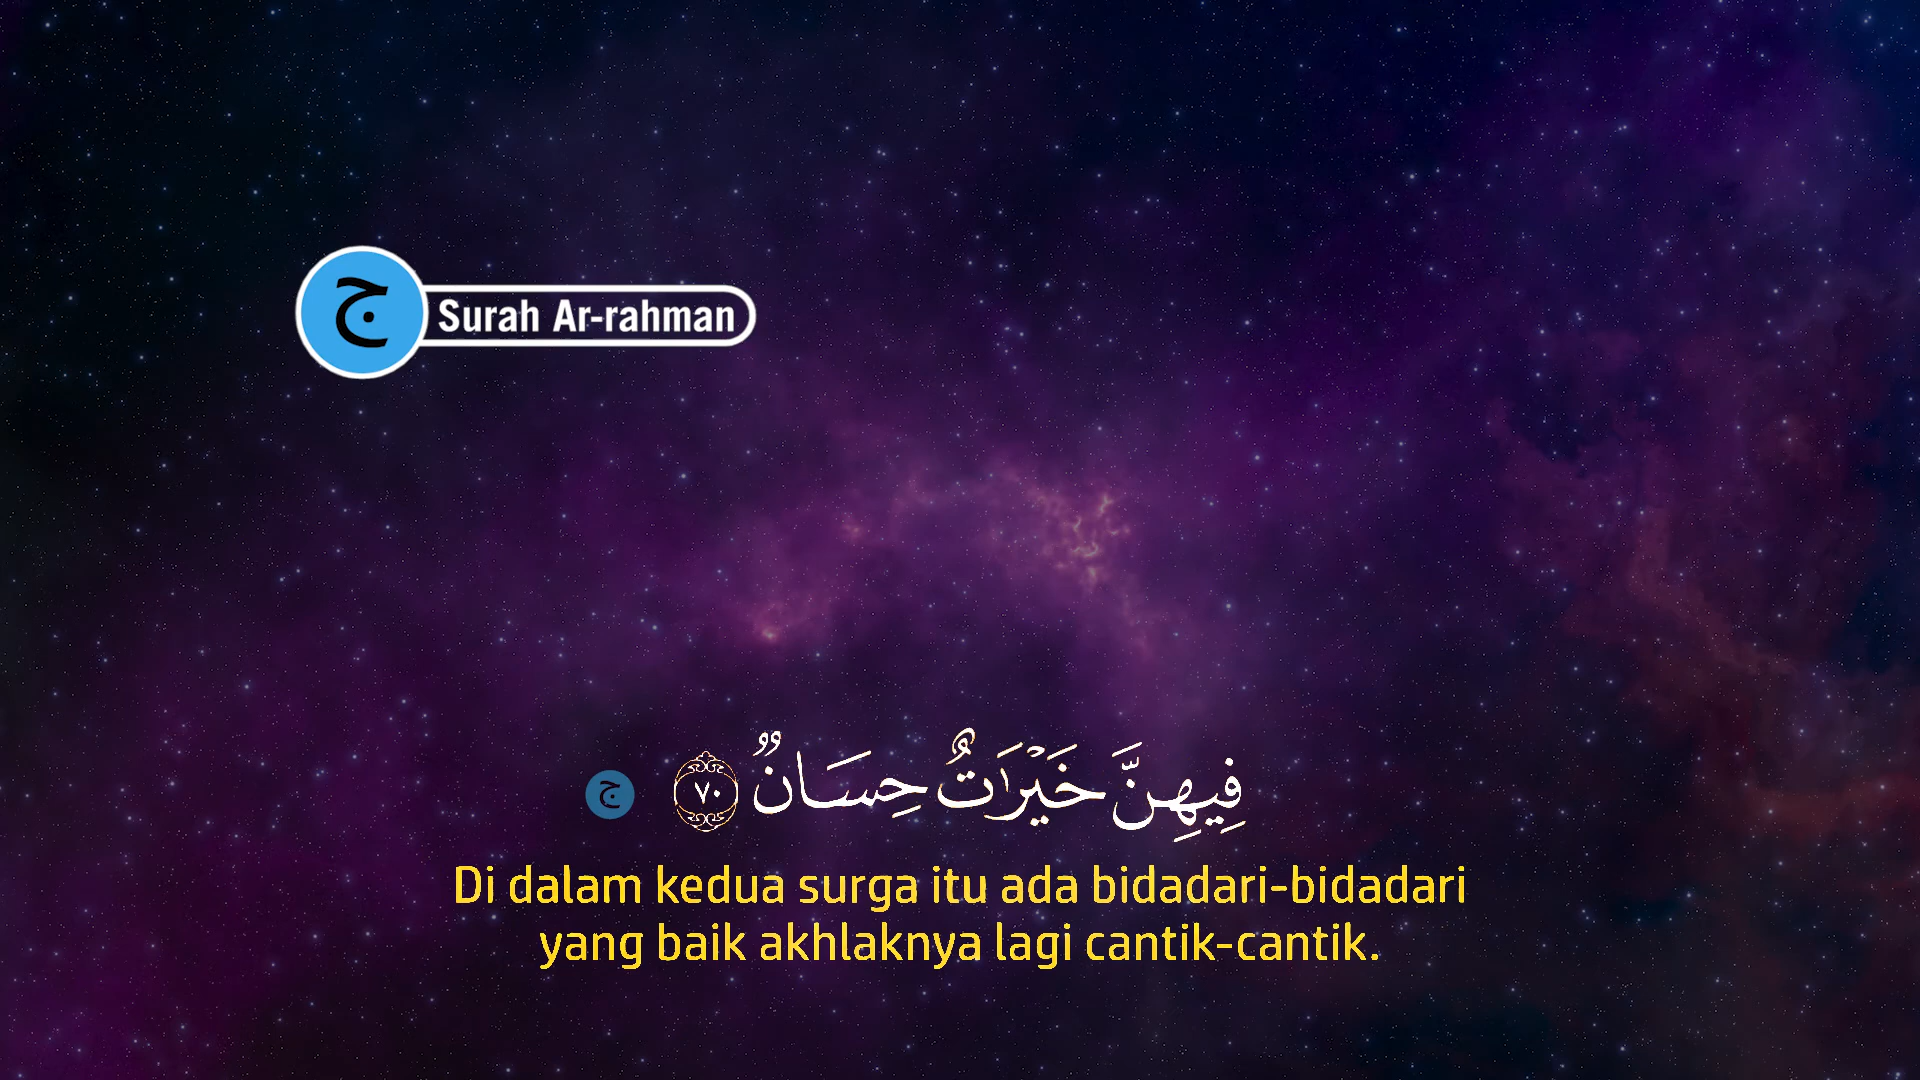 ج
Surah Ar-rahman
فِيهِنَّ خَيْرَٰتٌ حِسَانٌ ٧٠
ج
Di dalam kedua surga itu ada bidadari-bidadari
yang baik akhlaknya lagi cantik-cantik.